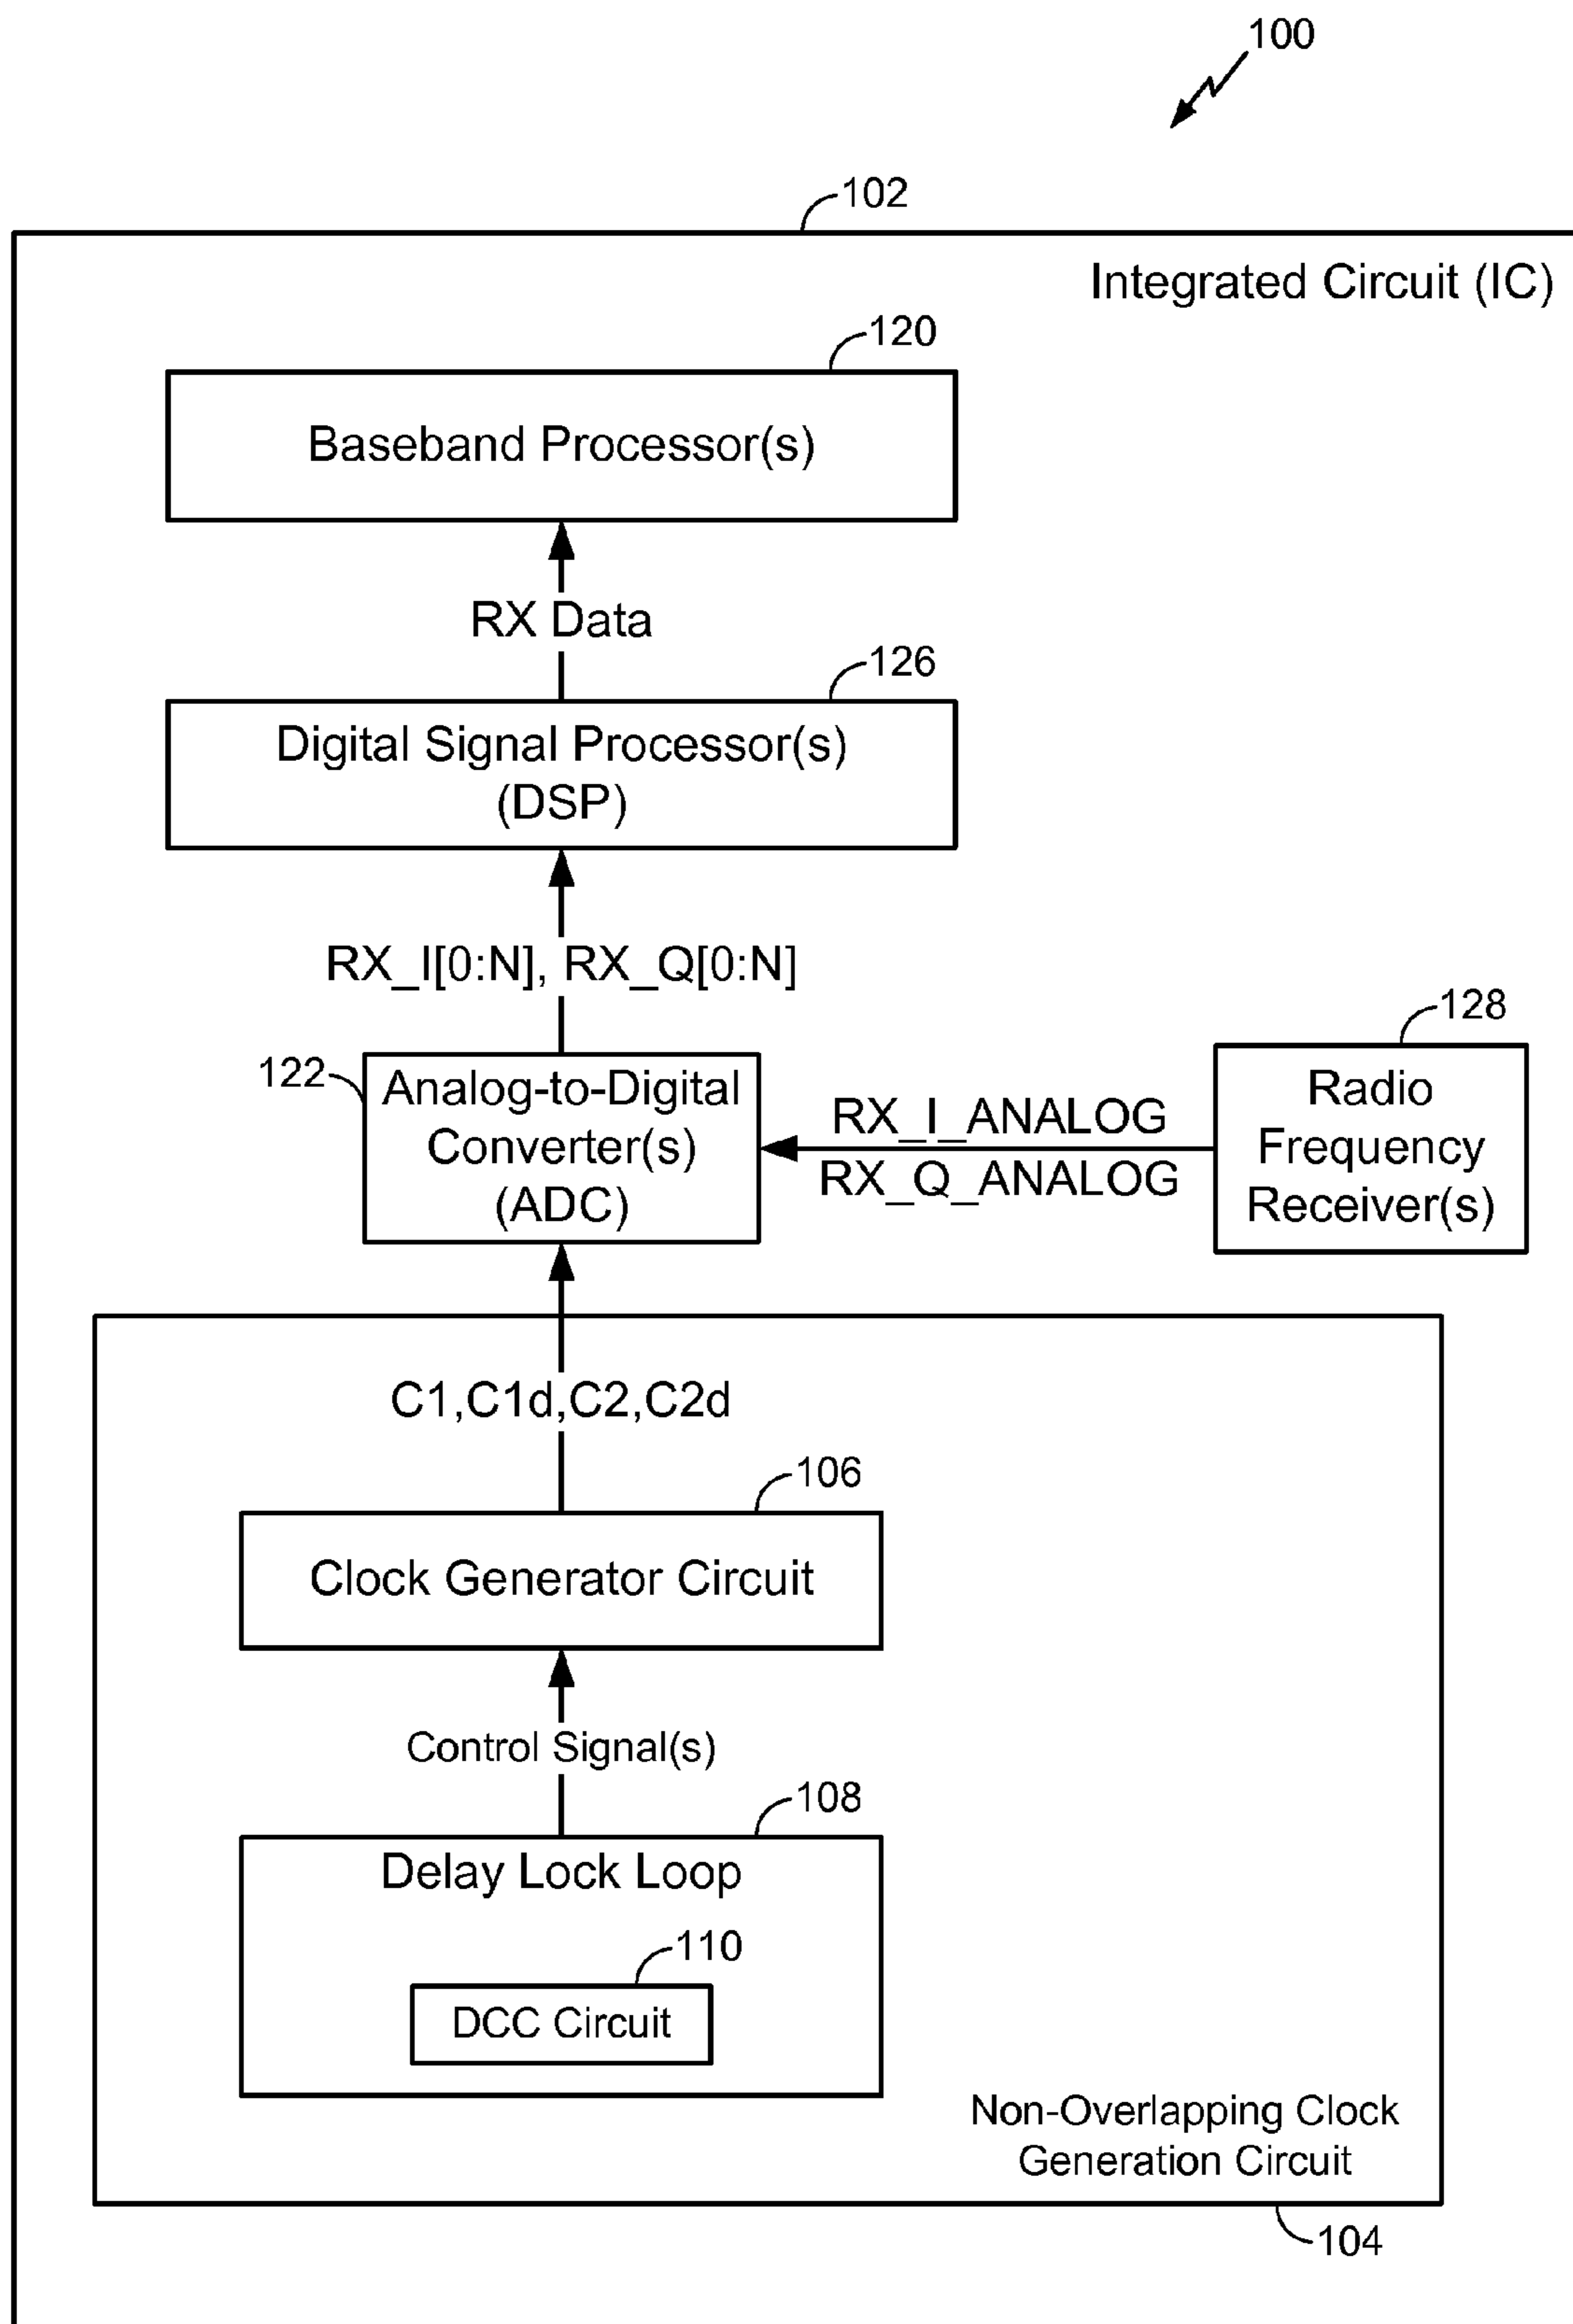 100
102
Integrated Circuit (IC)
120
Baseband Processor(s)
RX Data
126
Digital Signal Processor(s)
(DSP)
RX_I[0:N], RX_Q[0:N]
122
Analog-to-Digital
Converter(s)
(ADC)
RX_I_ANALOG
RX_Q_ANALOG
128
Radio
Frequency
Receiver(s)
C1,C1d,C2,C2d
106
Clock Generator Circuit
Control Signal(s)
108
Delay Lock Loop
110
DCC Circuit
Non-Overlapping Clock
Generation Circuit
104